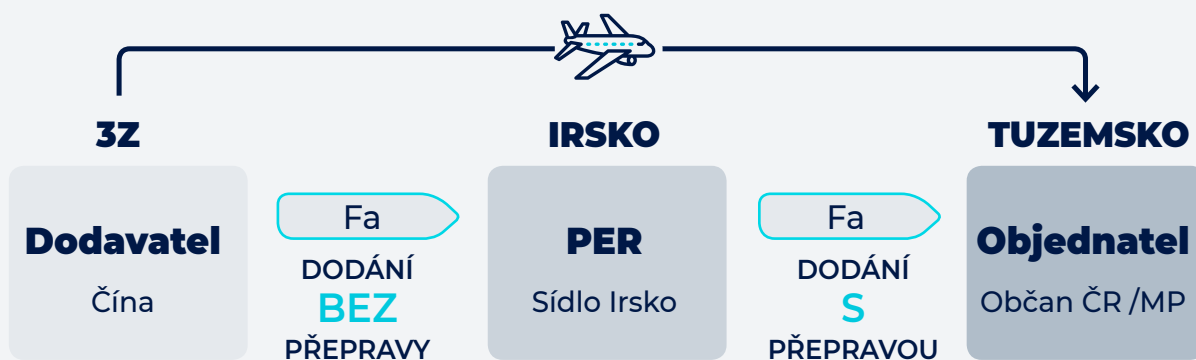 3Z
IRSKO
TUZEMSKO
Dodavatel
Čína
Fa
DODÁNÍ
BEZ
PŘEPRAVY
PER
Sídlo Irsko
Fa
DODÁNÍ
S
PŘEPRAVOU
Objednatel
Občan ČR /MP